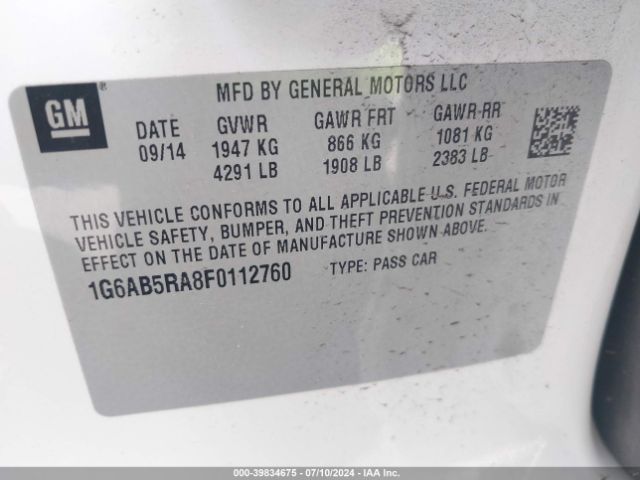 GM ®
MFD BY GENERAL MOTORS LLC
DATE GVWR GAWR FRT GAWR RR
09/14 1947 KG 866 KG 1081 KG
4291 LB 1908 LB 2383 LB
THIS VEHICLE CONFORMS TO ALL APPLICABLE U.S. FEDERAL MOTOR
VEHICLE SAFETY, BUMPER, AND THEFT PREVENTION STANDARDS IN
EFFECT ON THE DATE OF MANUFACTURE SHOWN ABOVE.
1G6AB5RA8F0112760 TYPE: PASS CAR
000-39834675 | 07/10/2024 | IAA Inc. (US)